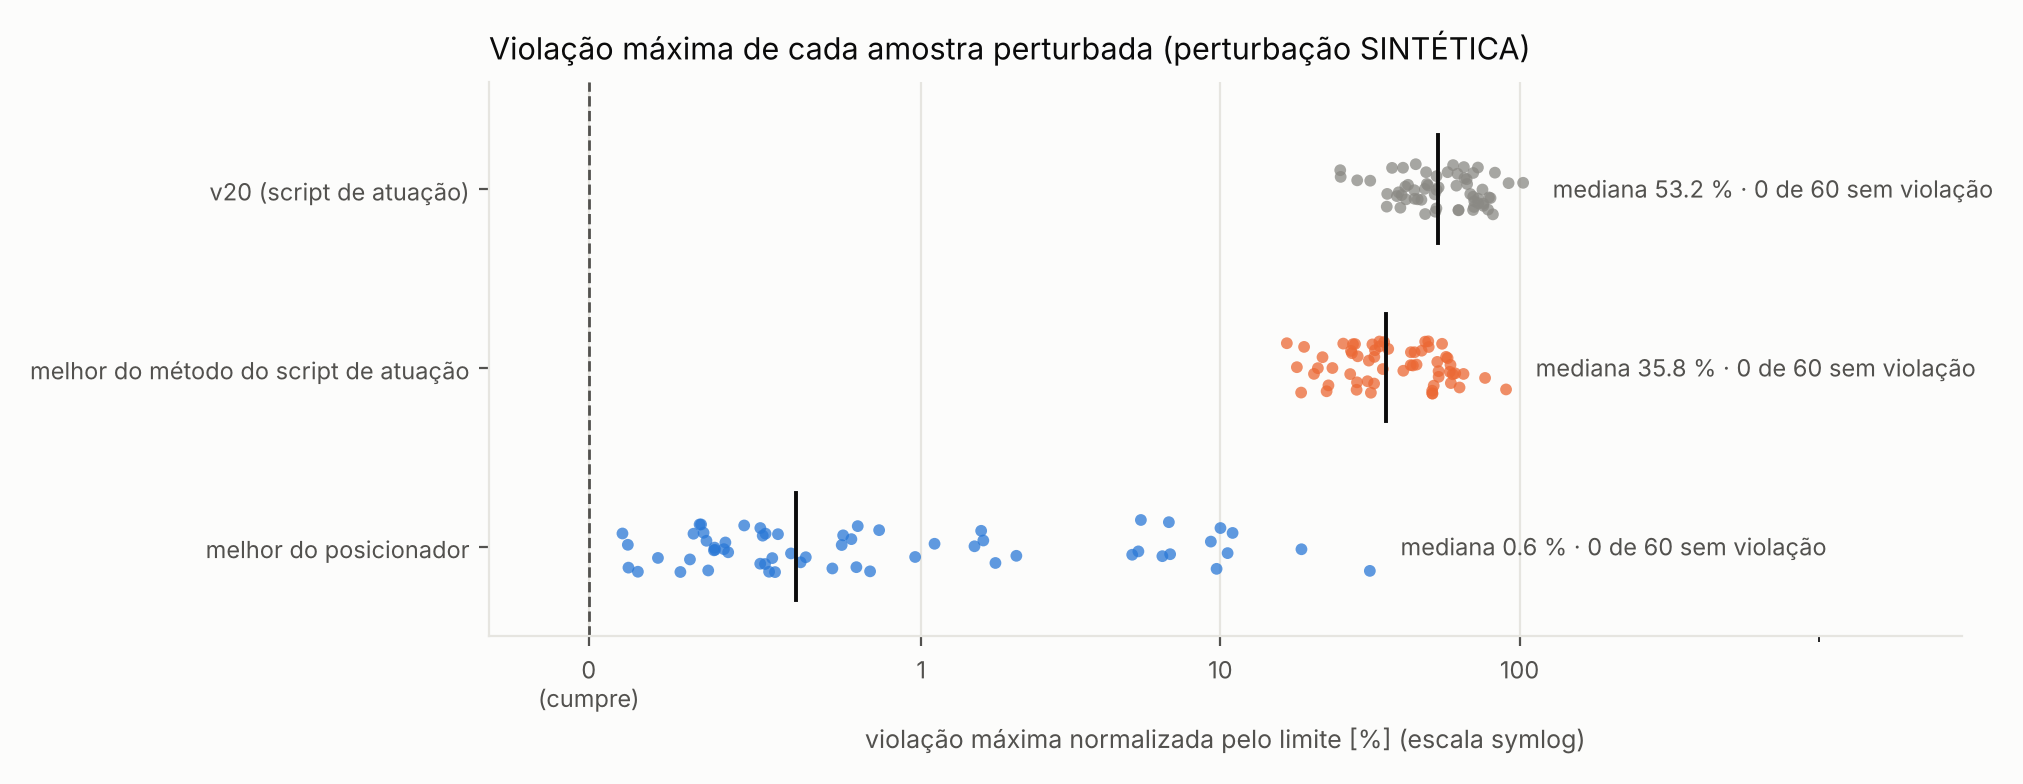 Violação máxima de cada amostra perturbada (perturbação SINTÉTICA)
v20 (script de atuação)
mediana 53.2 % · 0 de 60 sem violação
melhor do método do script de atuação
mediana 35.8 % · 0 de 60 sem violação
melhor do posicionador
mediana 0.6 % · 0 de 60 sem violação
0
(cumpre)
1
10
100
violação máxima normalizada pelo limite [%] (escala symlog)